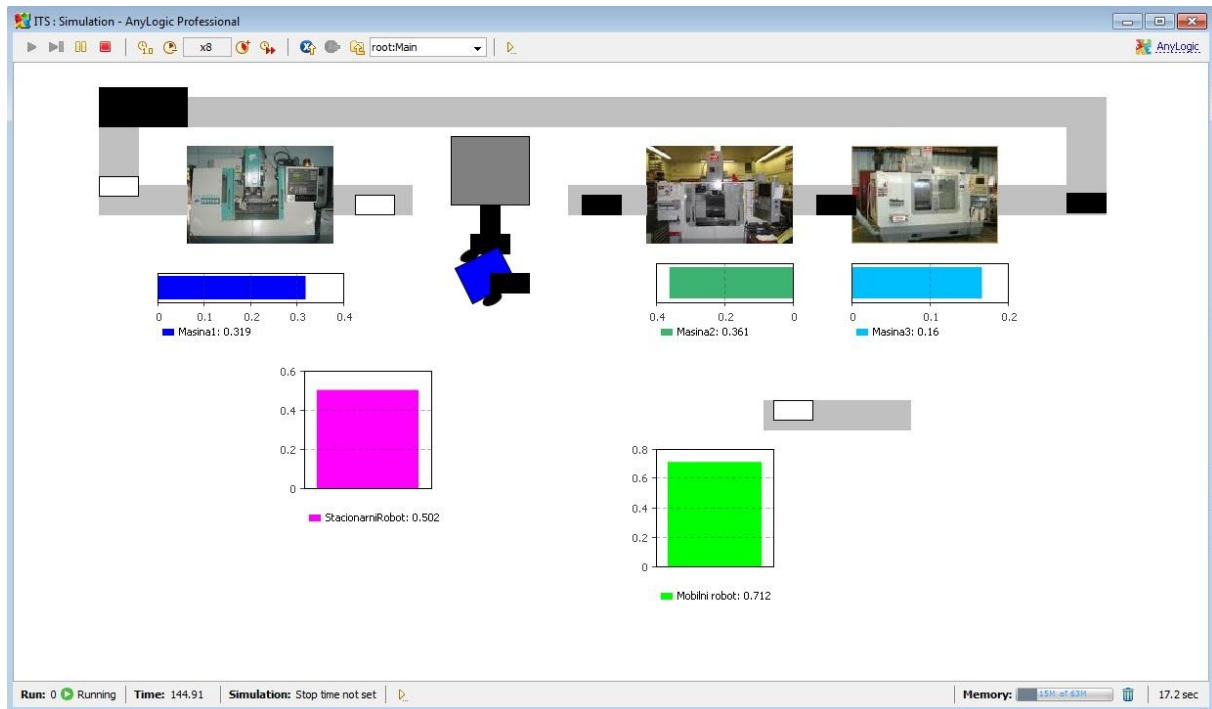 ITS : Simulation - AnyLogic Professional
x8 root:Main AnyLogic
0 0.1 0.2 0.3 0.4
Masina1: 0.319
0.4 0.2 0
Masina2: 0.361
0 0.1 0.2
Masina3: 0.16
0.6
0.4
0.2
0
StacionarniRobot: 0.502
0.8
0.6
0.4
0.2
0
Mobilni robot: 0.712
Run: 0 Running Time: 144.91 Simulation: Stop time not set Memory: 15M of 63M 17.2 sec